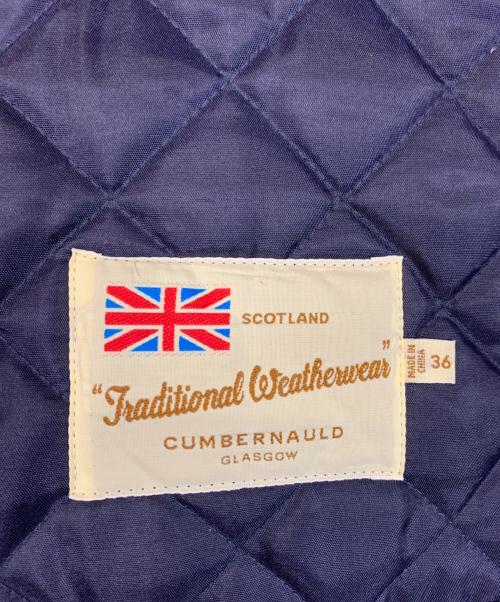 SCOTLAND
"Traditional Weatherwear"
CUMBERNAULD
GLASGOW
MADE IN
CHINA
36